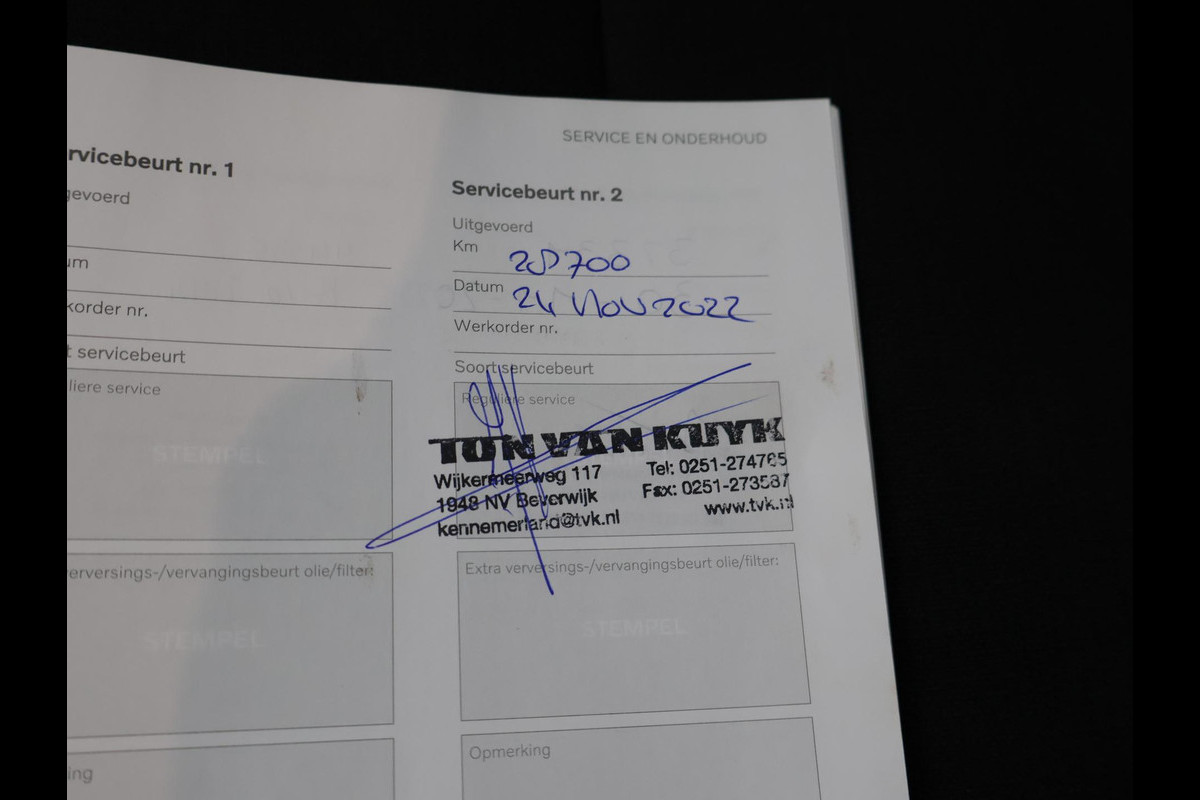 SERVICE EN ONDERHOUD
rvicebeurt nr. 1
gevoerd
um
korder nr.
t servicebeurt
liere service
STEMPEL
erversings-/vervangingsbeurt olie/filter:
STEMPEL
ing
Servicebeurt nr. 2
Uitgevoerd
Km 28700
Datum 24 Nov 2022
Werkorder nr.
Soort servicebeurt
Reguliere service
TON VAN KUYK
Wijkermeerweg 117 Tel: 0251-274765
1948 NV Beverwijk Fax: 0251-273587
kennemerland@tvk.nl www.tvk.nl
Extra verversings-/vervangingsbeurt olie/filter:
STEMPEL
Opmerking